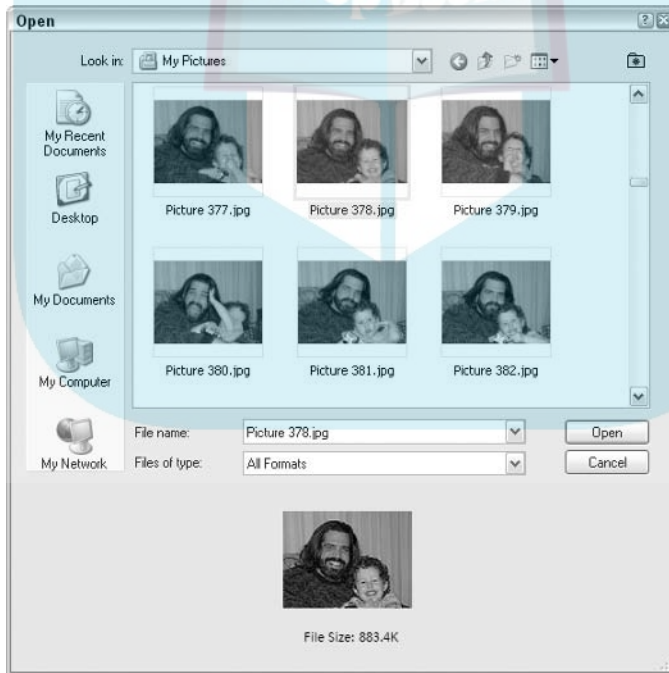 Open
Look in: My Pictures
My Recent
Documents
Desktop
My Documents
My Computer
My Network
Picture 377.jpg Picture 378.jpg Picture 379.jpg
Picture 380.jpg Picture 381.jpg Picture 382.jpg
File name: Picture 378.jpg Open
Files of type: All Formats Cancel
File Size: 883.4K